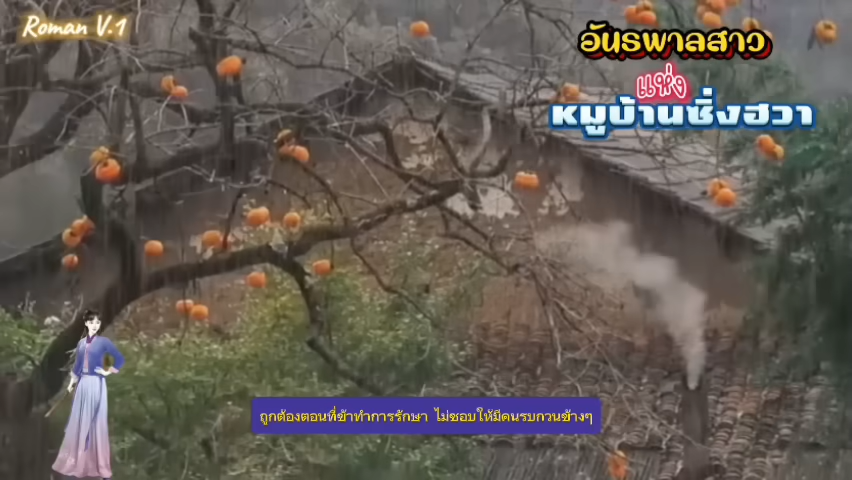 Roman V.1
อันธพาลสาว
แห่ง
หมู่บ้านซิ่งฮวา
ถูกต้องตอนที่ข้าทำการรักษา ไม่ชอบให้มีคนรบกวนข้างๆ